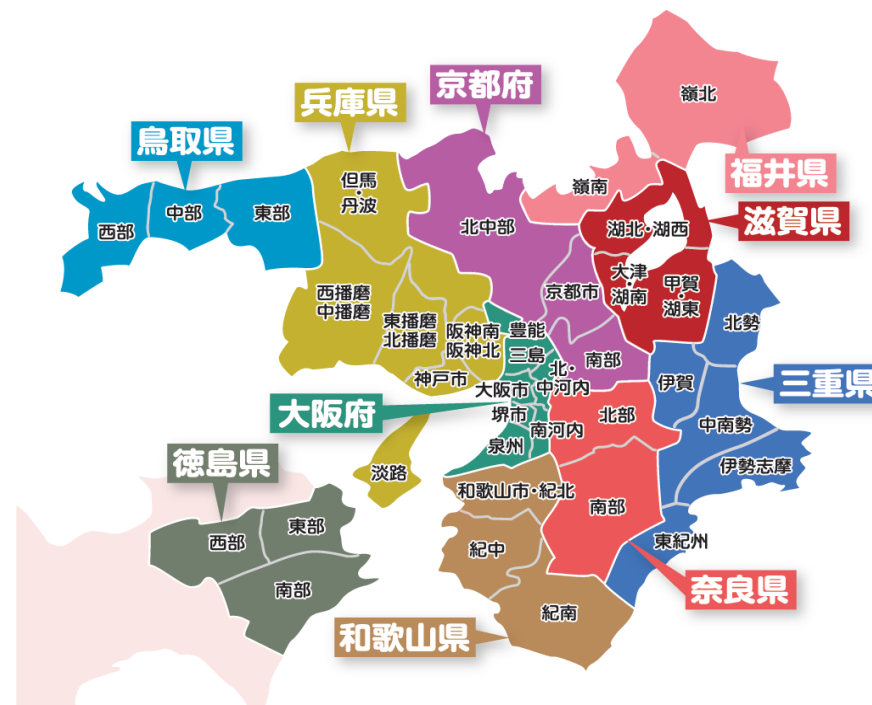 嶺北
京都府
兵庫県
鳥取県
福井県
但馬
・
丹波
嶺南
滋賀県
西部
中部
東部
北中部
湖北・湖西
大津
・
湖南
甲賀
・
湖東
京都市
西播磨
中播磨
東播磨
北播磨
阪神南
阪神北
豊能
三島
北勢
神戸市
大阪市
北・
中河内
南部
伊賀
三重県
大阪府
堺市
南河内
北部
中南勢
泉州
伊勢志摩
徳島県
淡路
和歌山市・紀北
南部
西部
東部
紀中
東紀州
南部
奈良県
紀南
和歌山県